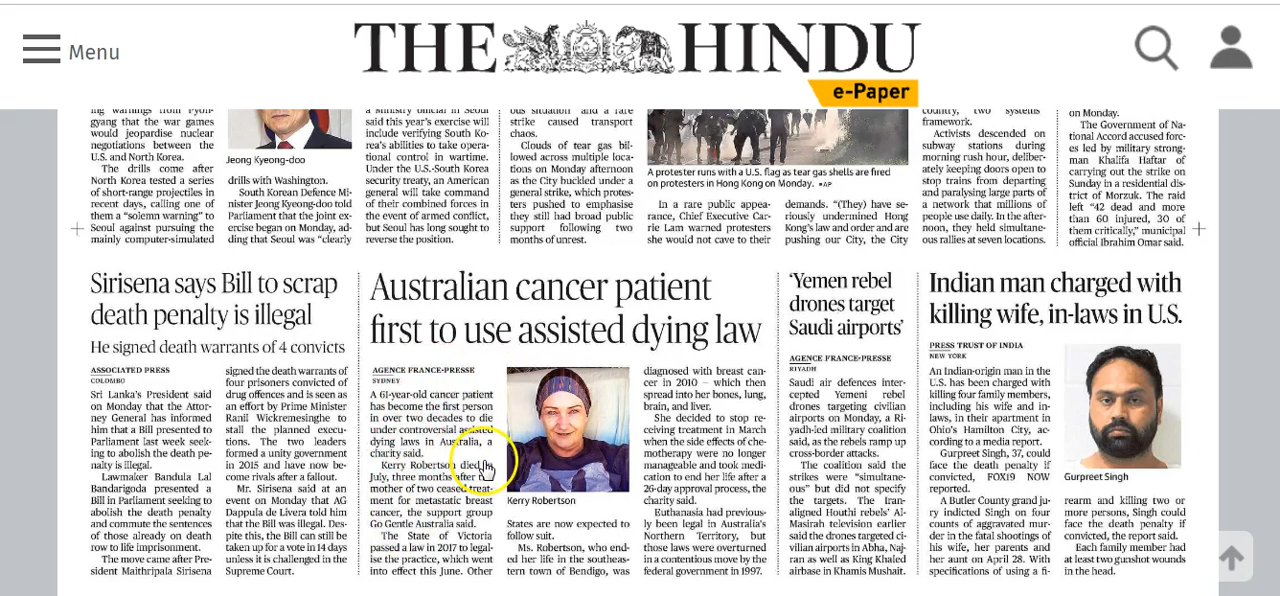 Menu
THE HINDU
e-Paper
ing warnings from Pyon-
gyang that the war games
would jeopardise nuclear
negotiations between the
U.S. and North Korea.
The drills come after
North Korea tested a series
of short-range projectiles in
recent days, calling one of
them a “solemn warning” to
Seoul against pursuing the
mainly computer-simulated
Jeong Kyeong-doo
drills with Washington.
South Korean Defence Mi-
nister Jeong Kyeong-doo told
Parliament that the joint ex-
ercise began on Monday, ad-
ding that Seoul was “clearly
a Ministry official in Seoul
said this year’s exercise will
include verifying South Ko-
rea’s abilities to take opera-
tional control in wartime.
Under the U.S.-South Korea
security treaty, an American
general will take command
of their combined forces in
the event of armed conflict,
but Seoul has long sought to
reverse the position.
ous situation” and a rare
strike caused transport
chaos.
Clouds of tear gas bil-
lowed across multiple loca-
tions on Monday afternoon
as the City buckled under a
general strike, which protes-
ters pushed to emphasise
they still had broad public
support following two
months of unrest.
A protester runs with a U.S. flag as tear gas shells are fired
on protesters in Hong Kong on Monday. •AP
In a rare public appea-
rance, Chief Executive Car-
rie Lam warned protesters
she would not cave to their
demands. “(They) have se-
riously undermined Hong
Kong’s law and order and are
pushing our City, the City
country, two systems
framework.
Activists descended on
subway stations during
morning rush hour, deliber-
ately keeping doors open to
stop trains from departing
and paralysing large parts of
a network that millions of
people use daily. In the after-
noon, they held simultane-
ous rallies at seven locations.
on Monday.
The Government of Na-
tional Accord accused forc-
es led by military strong-
man Khalifa Haftar of
carrying out the strike on
Sunday in a residential dis-
trict of Morzuk. The raid
left “42 dead and more
than 60 injured, 30 of
them critically,” municipal
official Ibrahim Omar said.
Sirisena says Bill to scrap
death penalty is illegal
He signed death warrants of 4 convicts
ASSOCIATED PRESS
COLOMBO
Sri Lanka’s President said
on Monday that the Attor-
ney General has informed
him that a Bill presented to
Parliament last week seek-
ing to abolish the death pe-
nalty is illegal.
Lawmaker Bandula Lal
Bandarigoda presented a
Bill in Parliament seeking to
abolish the death penalty
and commute the sentences
of those already on death
row to life imprisonment.
The move came after Pre-
sident Maithripala Sirisena
signed the death warrants of
four prisoners convicted of
drug offences and is seen as
an effort by Prime Minister
Ranil Wickremesinghe to
stall the planned execu-
tions. The two leaders
formed a unity government
in 2015 and have now be-
come rivals after a fallout.
Mr. Sirisena said at an
event on Monday that AG
Dappula de Livera told him
that the Bill was illegal. Des-
pite this, the Bill can still be
taken up for a vote in 14 days
unless it is challenged in the
Supreme Court.
Australian cancer patient
first to use assisted dying law
AGENCE FRANCE-PRESSE
SYDNEY
A 61-year-old cancer patient
has become the first person
in over two decades to die
under controversial assisted
dying laws in Australia, a
charity said.
Kerry Robertson died in
July, three months after the
mother of two ceased treat-
ment for metastatic breast
cancer, the support group
Go Gentle Australia said.
The State of Victoria
passed a law in 2017 to legal-
ise the practice, which went
into effect this June. Other
Kerry Robertson
States are now expected to
follow suit.
Ms. Robertson, who end-
ed her life in the southeas-
tern town of Bendigo, was
diagnosed with breast can-
cer in 2010 – which then
spread into her bones, lung,
brain, and liver.
She decided to stop re-
ceiving treatment in March
when the side effects of che-
motherapy were no longer
manageable and took medi-
cation to end her life after a
26-day approval process, the
charity said.
Euthanasia had previous-
ly been legal in Australia’s
Northern Territory, but
those laws were overturned
in a contentious move by the
federal government in 1997.
‘Yemen rebel
drones target
Saudi airports’
AGENCE FRANCE-PRESSE
RIYADH
Saudi air defences inter-
cepted Yemeni rebel
drones targeting civilian
airports on Monday, a Ri-
yadh-led military coalition
said, as the rebels ramp up
cross-border attacks.
The coalition said the
strikes were “simultane-
ous” but did not specify
the targets. The Iran-
aligned Houthi rebels’ Al-
Masirah television earlier
said the drones targeted ci-
vilian airports in Abha, Naj-
ran as well as King Khaled
airbase in Khamis Mushait.
Indian man charged with
killing wife, in-laws in U.S.
PRESS TRUST OF INDIA
NEW YORK
An Indian-origin man in the
U.S. has been charged with
killing four family members,
including his wife and in-
laws, in their apartment in
Ohio’s Hamilton City, ac-
cording to a media report.
Gurpreet Singh, 37, could
face the death penalty if
convicted, FOX19 NOW
reported.
A Butler County grand ju-
ry indicted Singh on four
counts of aggravated mur-
der in the fatal shootings of
his wife, her parents and
her aunt on April 28. With
specifications of using a fi-
Gurpreet Singh
rearm and killing two or
more persons, Singh could
face the death penalty if
convicted, the report said.
Each family member had
at least two gunshot wounds
in the head.